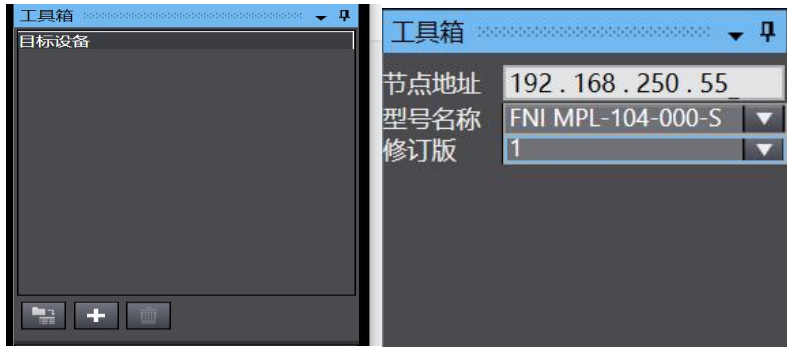 工具箱
目标设备
工具箱
节点地址 192 . 168 . 250 . 55_
型号名称 FNI MPL-104-000-S
修订版 1